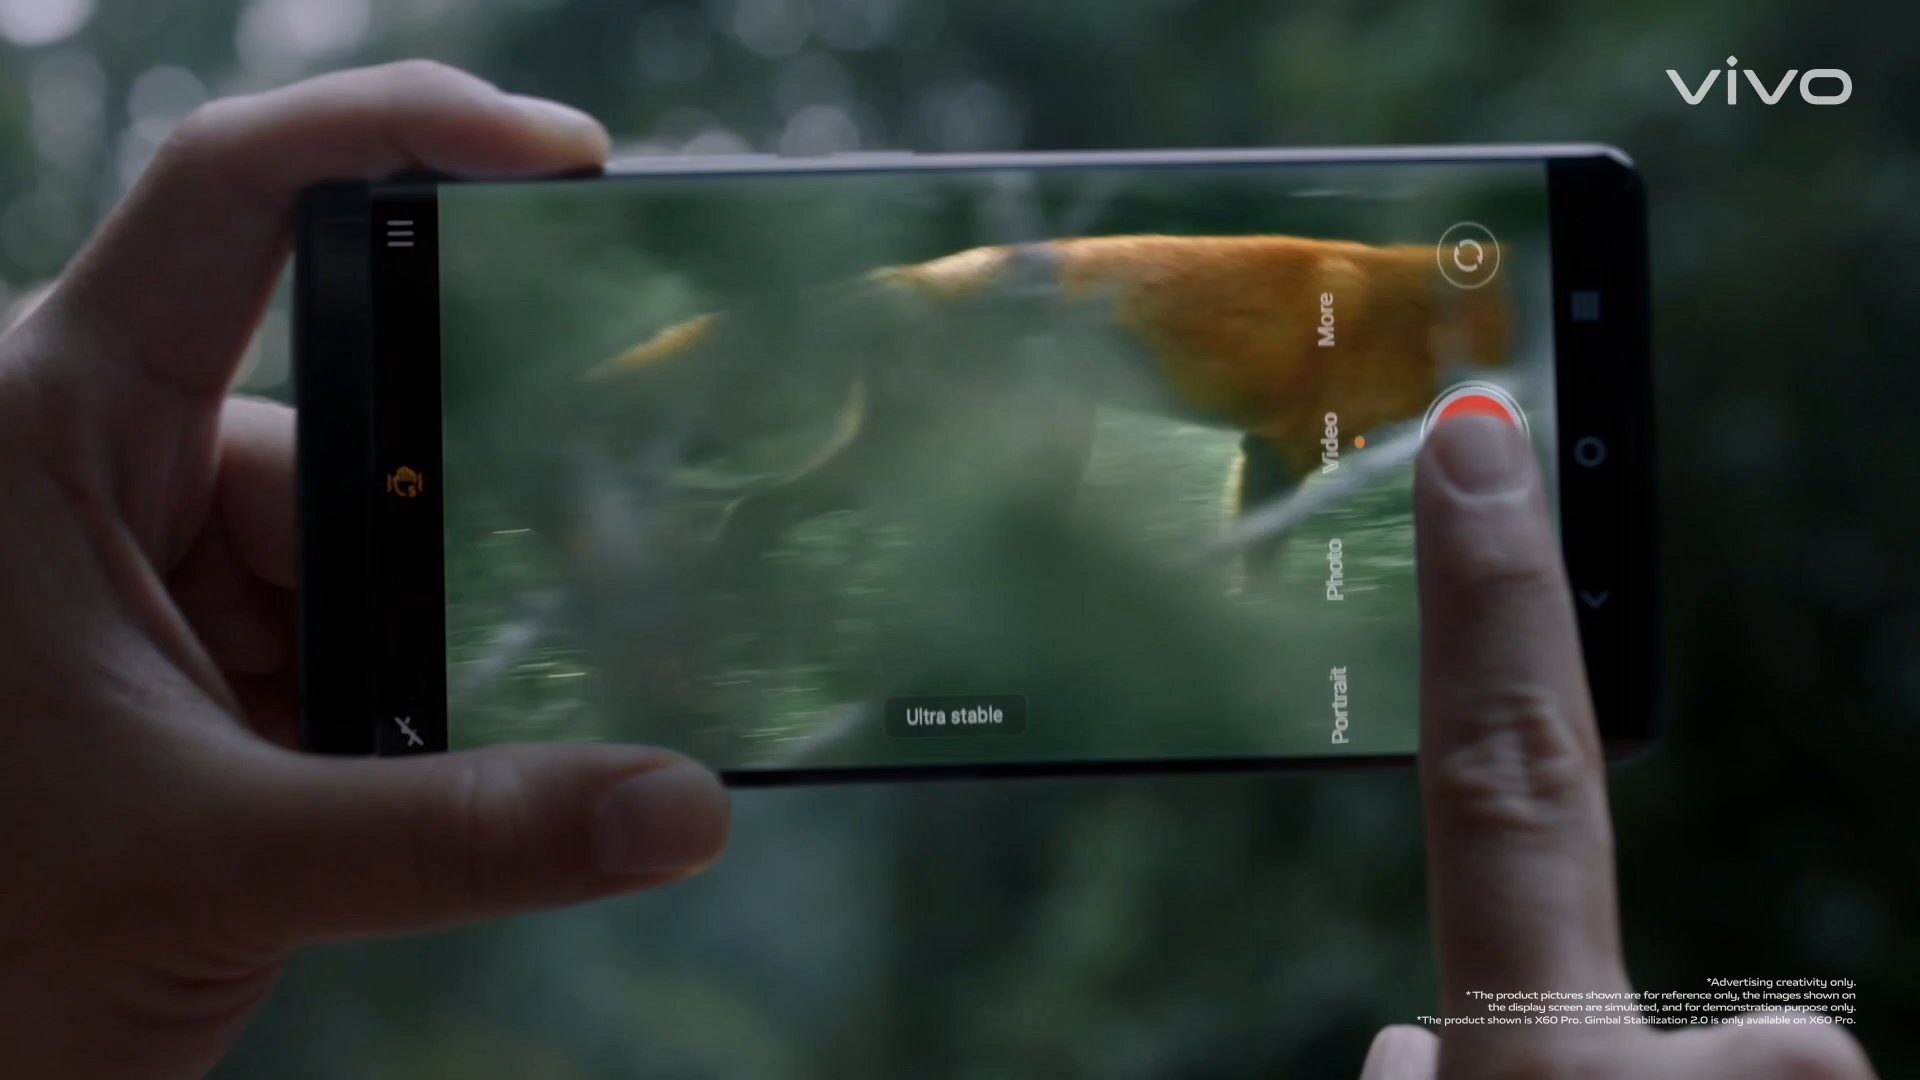 vivo
More
Video
Photo
Portrait
Ultra stable
*Advertising creativity only.
*The product pictures shown are for reference only, the images shown on
the display screen are simulated, and for demonstration purpose only.
*The product shown is X60 Pro. Gimbal Stabilization 2.0 is only available on X60 Pro.